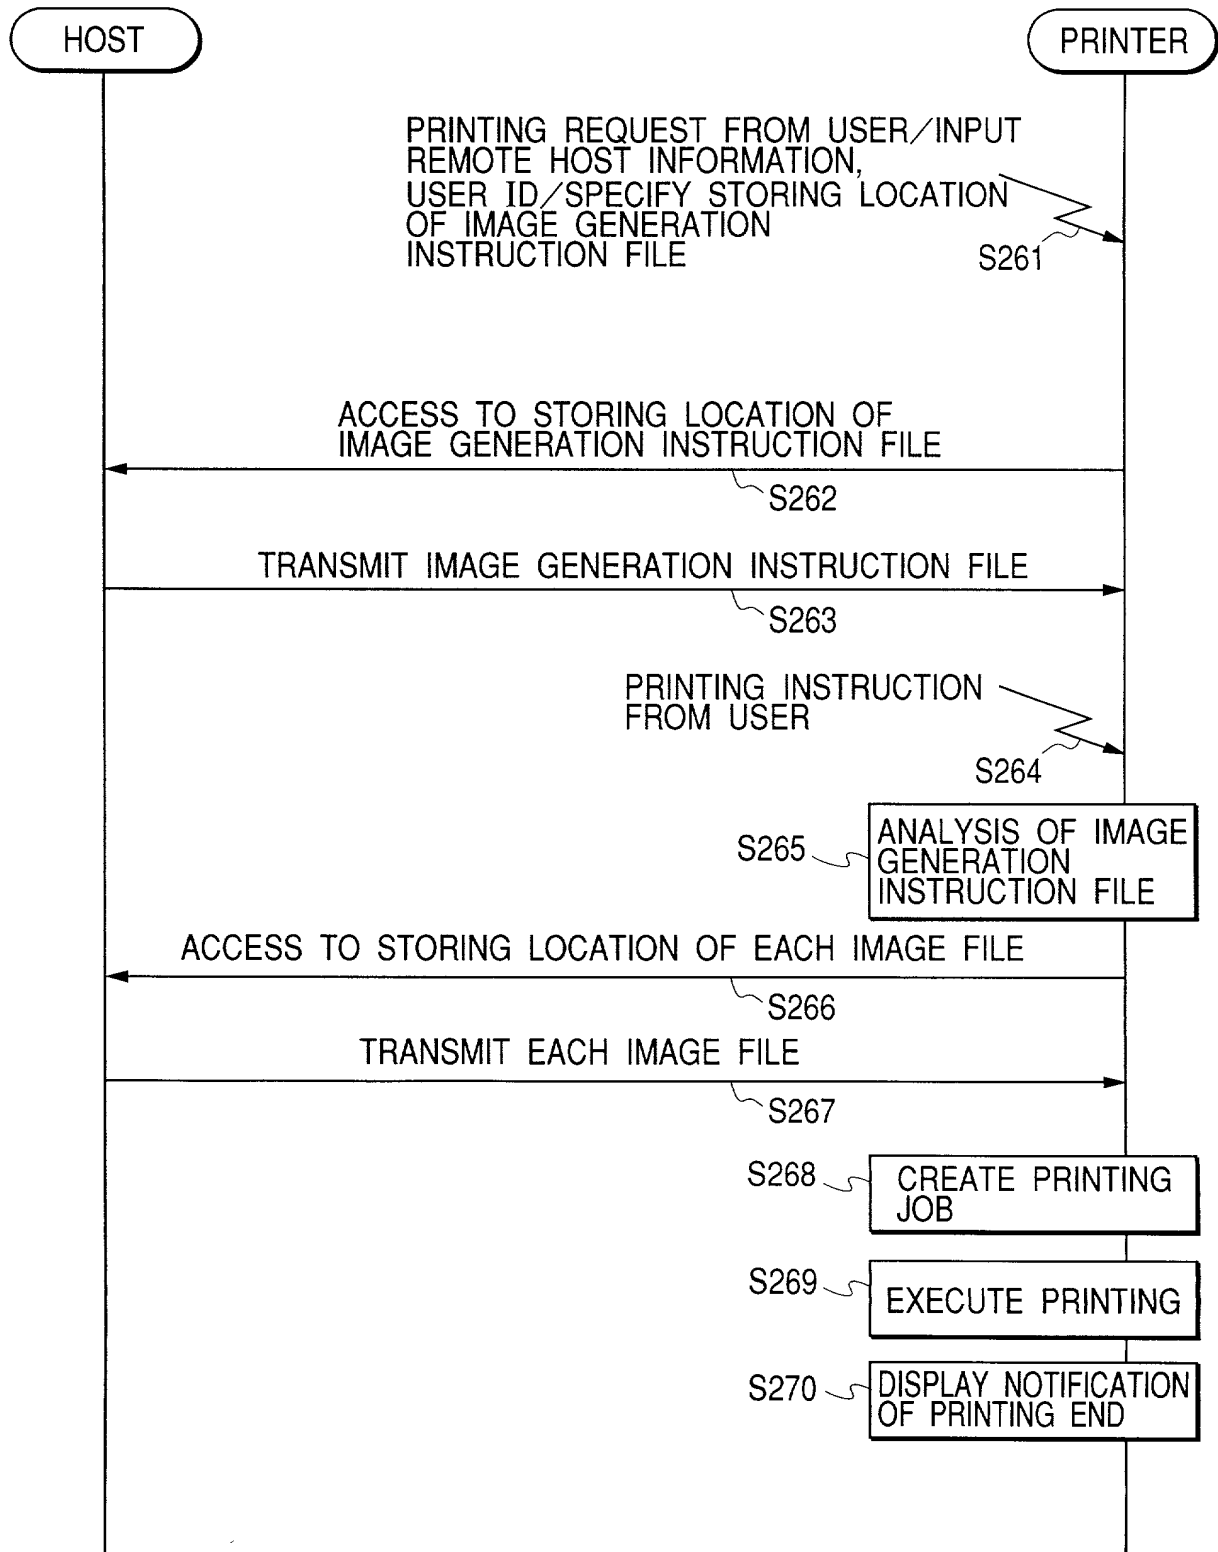 HOST
PRINTER
PRINTING REQUEST FROM USER/INPUT
REMOTE HOST INFORMATION,
USER ID/SPECIFY STORING LOCATION
OF IMAGE GENERATION
INSTRUCTION FILE
S261
ACCESS TO STORING LOCATION OF
IMAGE GENERATION INSTRUCTION FILE
S262
TRANSMIT IMAGE GENERATION INSTRUCTION FILE
S263
PRINTING INSTRUCTION
FROM USER
S264
S265
ANALYSIS OF IMAGE
GENERATION
INSTRUCTION FILE
ACCESS TO STORING LOCATION OF EACH IMAGE FILE
S266
TRANSMIT EACH IMAGE FILE
S267
S268
CREATE PRINTING
JOB
S269
EXECUTE PRINTING
S270
DISPLAY NOTIFICATION
OF PRINTING END